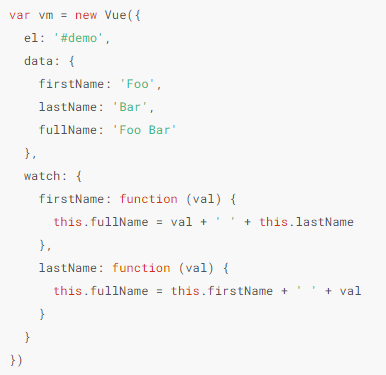 var vm = new Vue({
  el: '#demo',
  data: {
    firstName: 'Foo',
    lastName: 'Bar',
    fullName: 'Foo Bar'
  },
  watch: {
    firstName: function (val) {
      this.fullName = val + ' ' + this.lastName
    },
    lastName: function (val) {
      this.fullName = this.firstName + ' ' + val
    }
  }
})